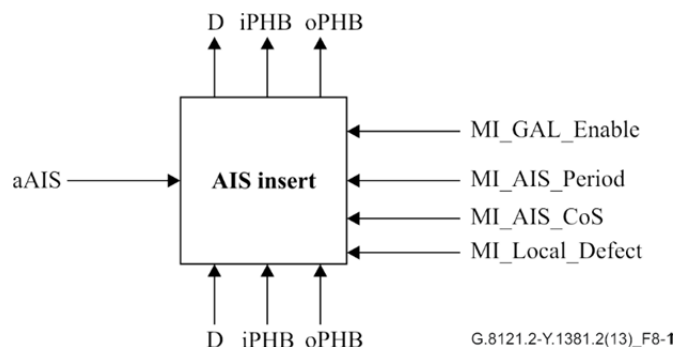 D iPHB oPHB
MI_GAL_Enable
aAIS
AIS insert
MI_AIS_Period
MI_AIS_CoS
MI_Local_Defect
D iPHB oPHB
G.8121.2-Y.1381.2(13)_F8-1